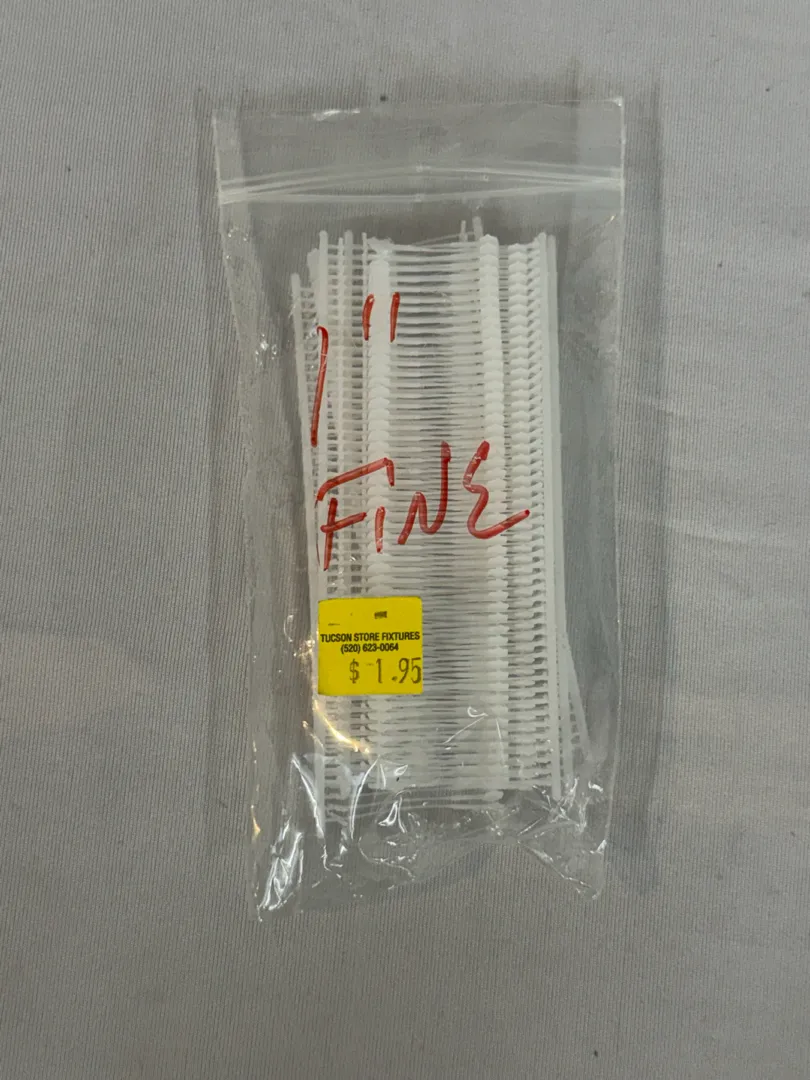 1"
FINE
TUCSON STORE FIXTURES
(520) 623-0064
$ 1.95